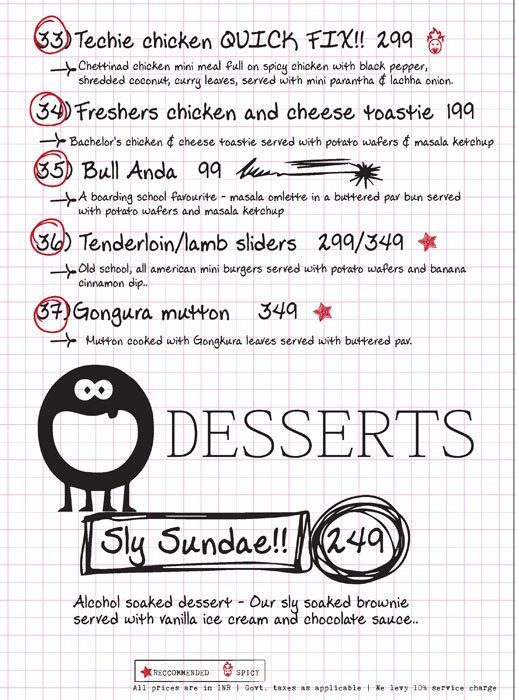 33) Techie chicken QUICK FIX!! 299
Chettinad chicken mini meal full on spicy chicken with black pepper,
shredded coconut, curry leaves, served with mini parantha & lachha onion.
34) Freshers chicken and cheese toastie 199
Bachelor's chicken & cheese toastie served with potato wafers & masala ketchup
35) Bull Anda 99
A boarding school favourite - masala omlette in a buttered pav bun served
with potato wafers and masala ketchup
36) Tenderloin/lamb sliders 299/349
Old school, all american mini burgers served with potato wafers and banana
cinnamon dip..
37) Gongura mutton 349
Mutton cooked with Gongkura leaves served with buttered pav.
DESSERTS
Sly Sundae!! 249
Alcohol soaked dessert - Our sly soaked brownie
served with vanilla ice cream and chocolate sauce..
RECCOMMENDED SPICY
All prices are in INR | Govt. taxes as applicable | We levy 10% service charge